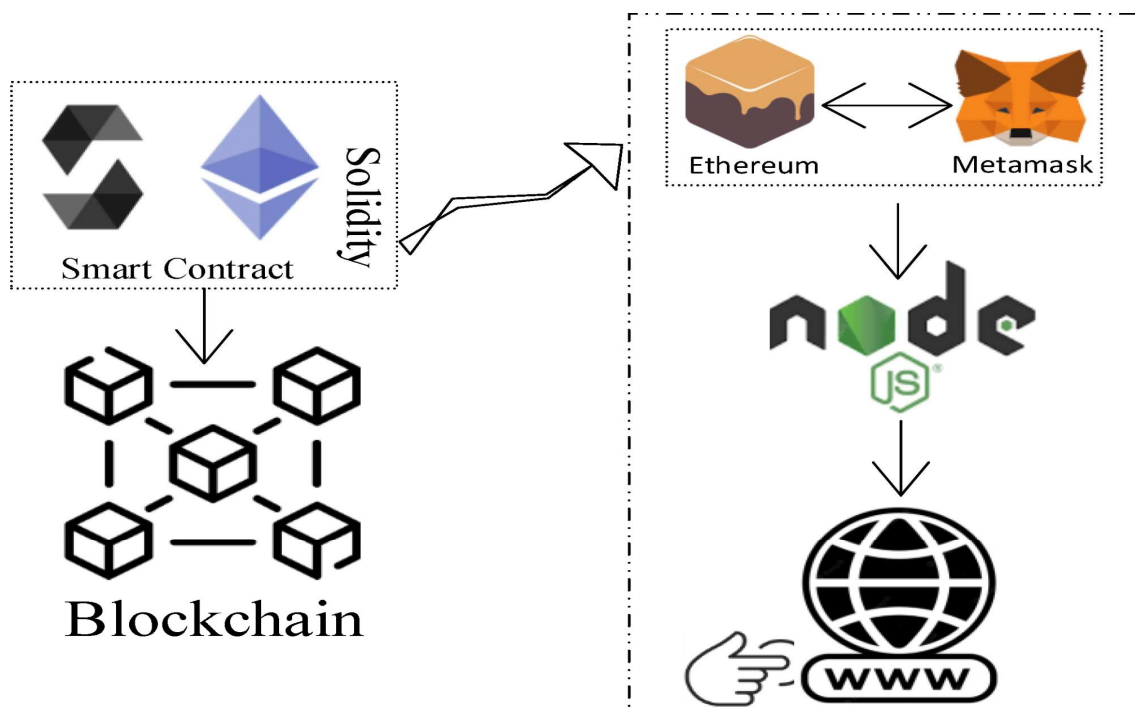 Smart Contract
Solidity
Blockchain
Ethereum
Metamask
node
JS®
WWW